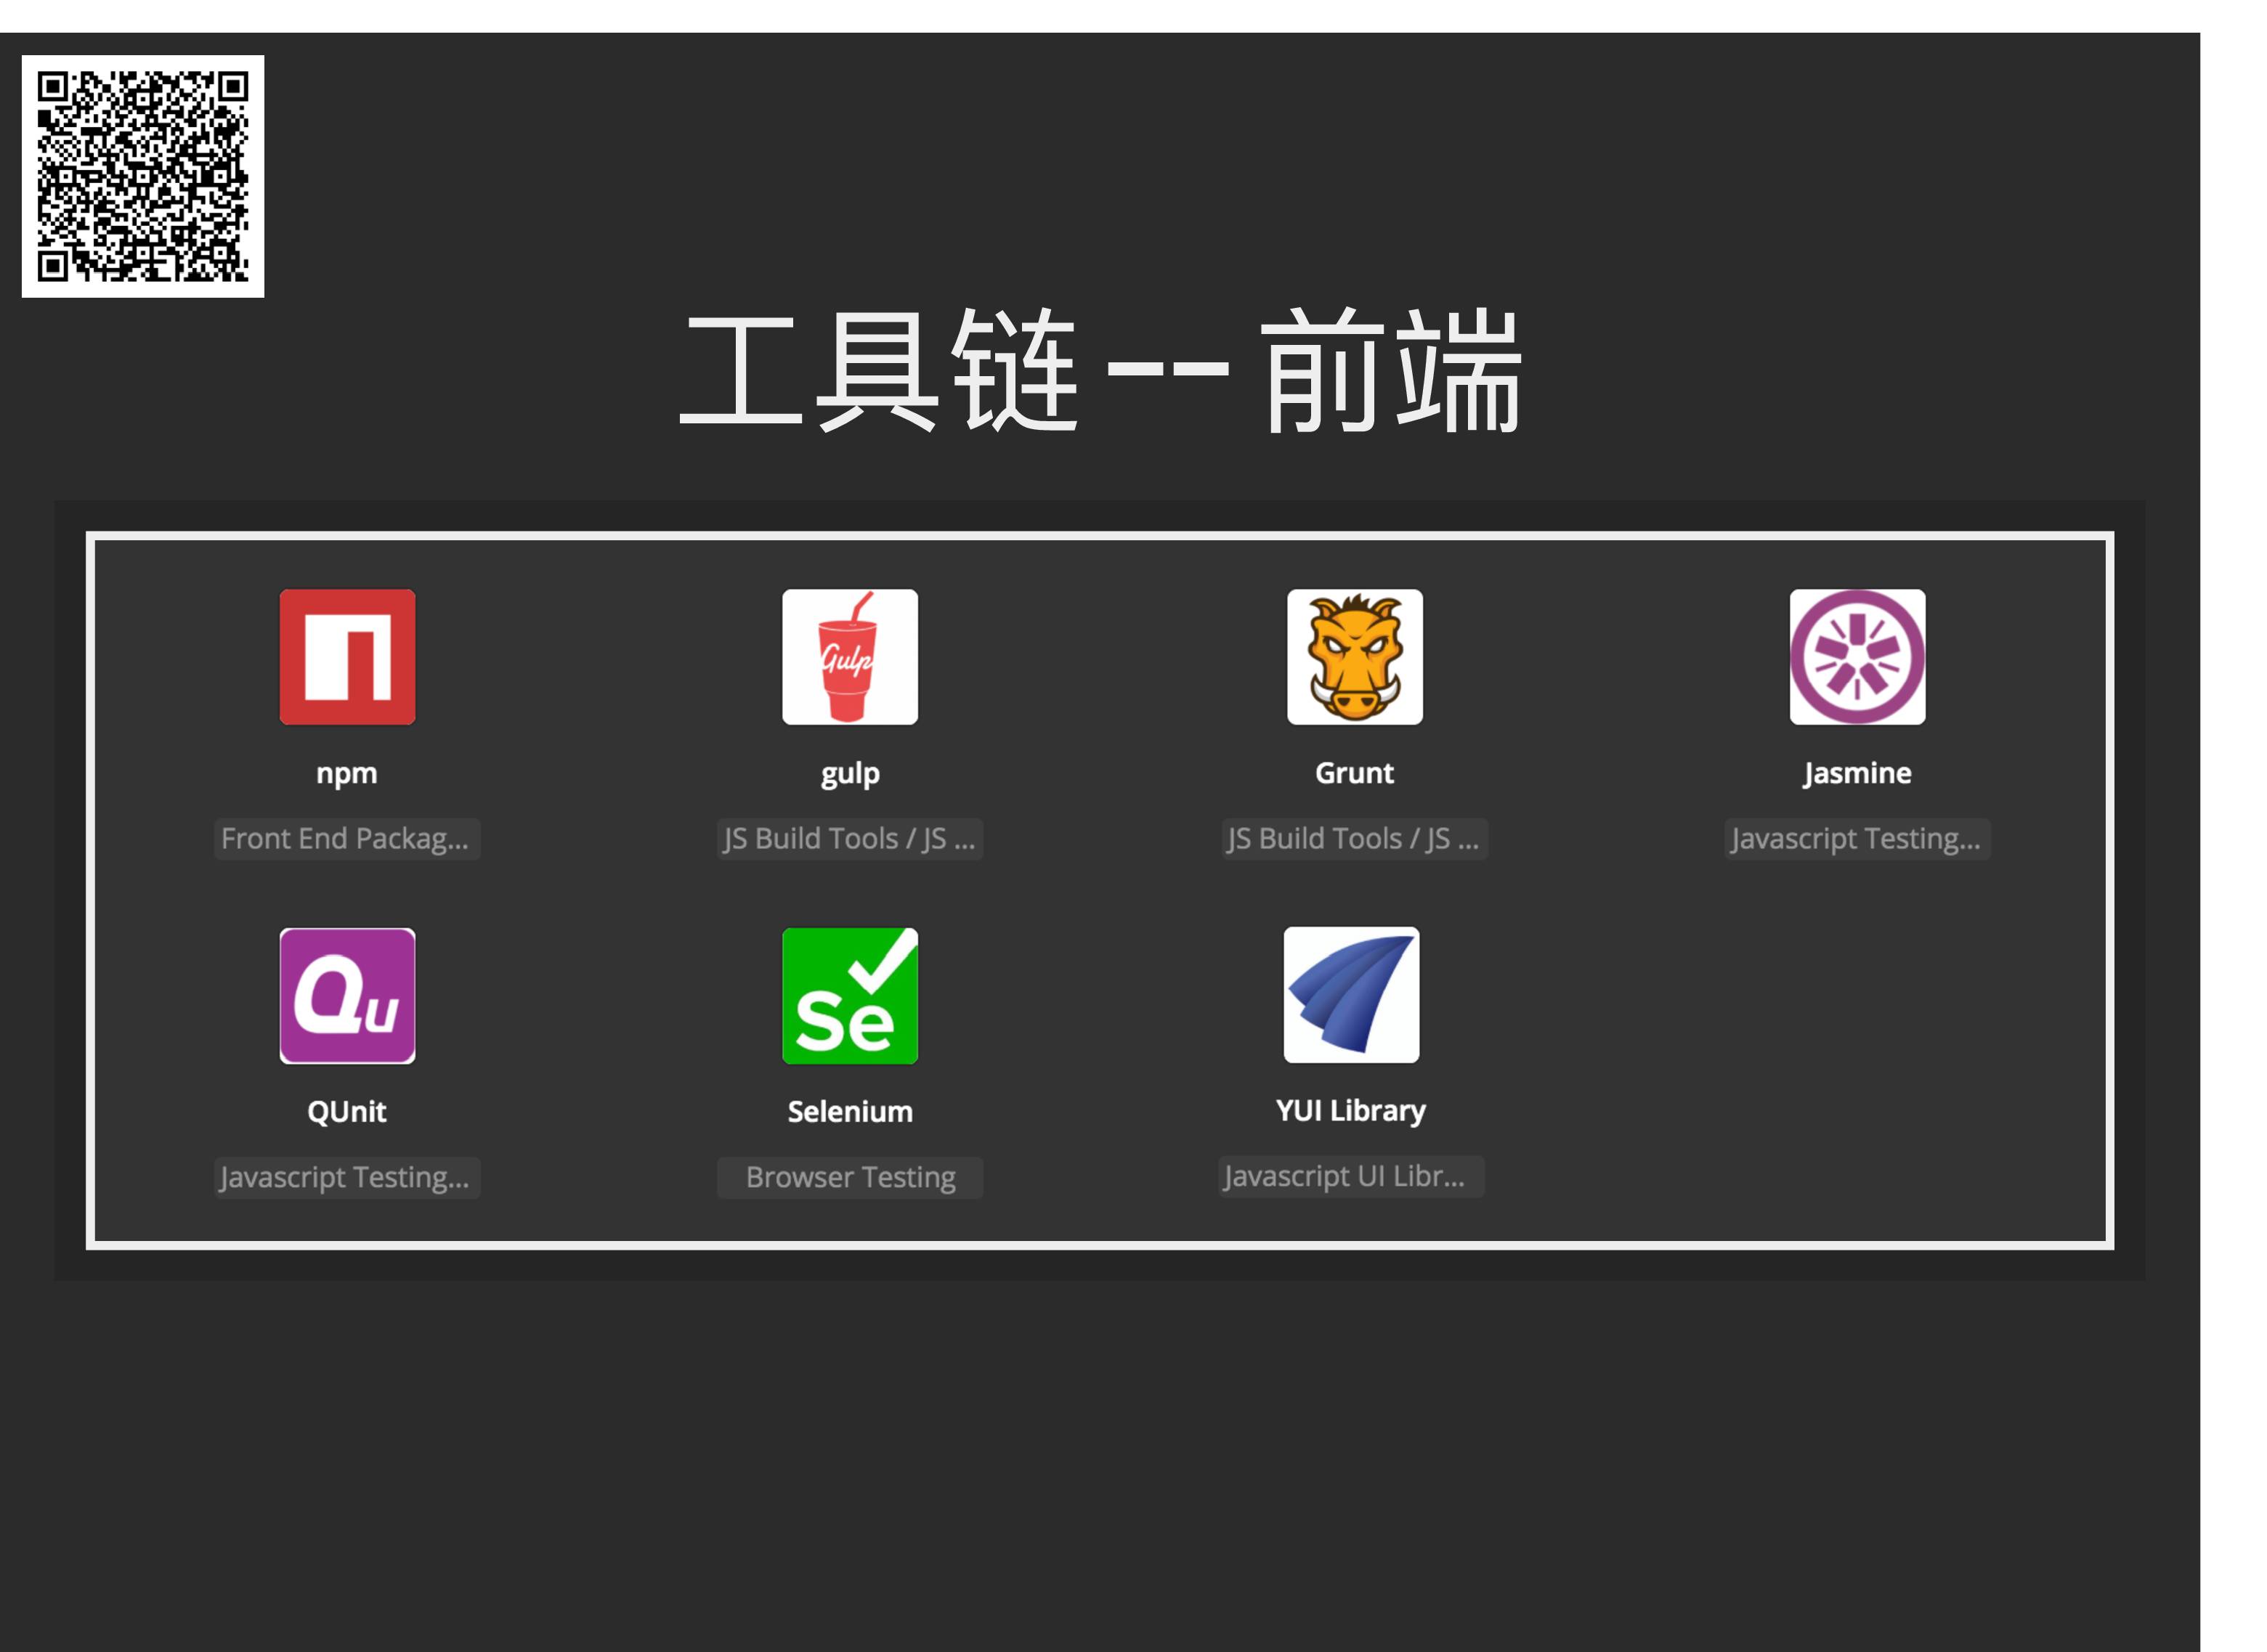 工具链--前端
Gulp
npm
gulp
Grunt
Jasmine
Front End Packag...
JS Build Tools / JS ...
JS Build Tools / JS ...
Javascript Testing...
Qu
Se
QUnit
Selenium
YUI Library
Javascript Testing...
Browser Testing
Javascript UI Libr...